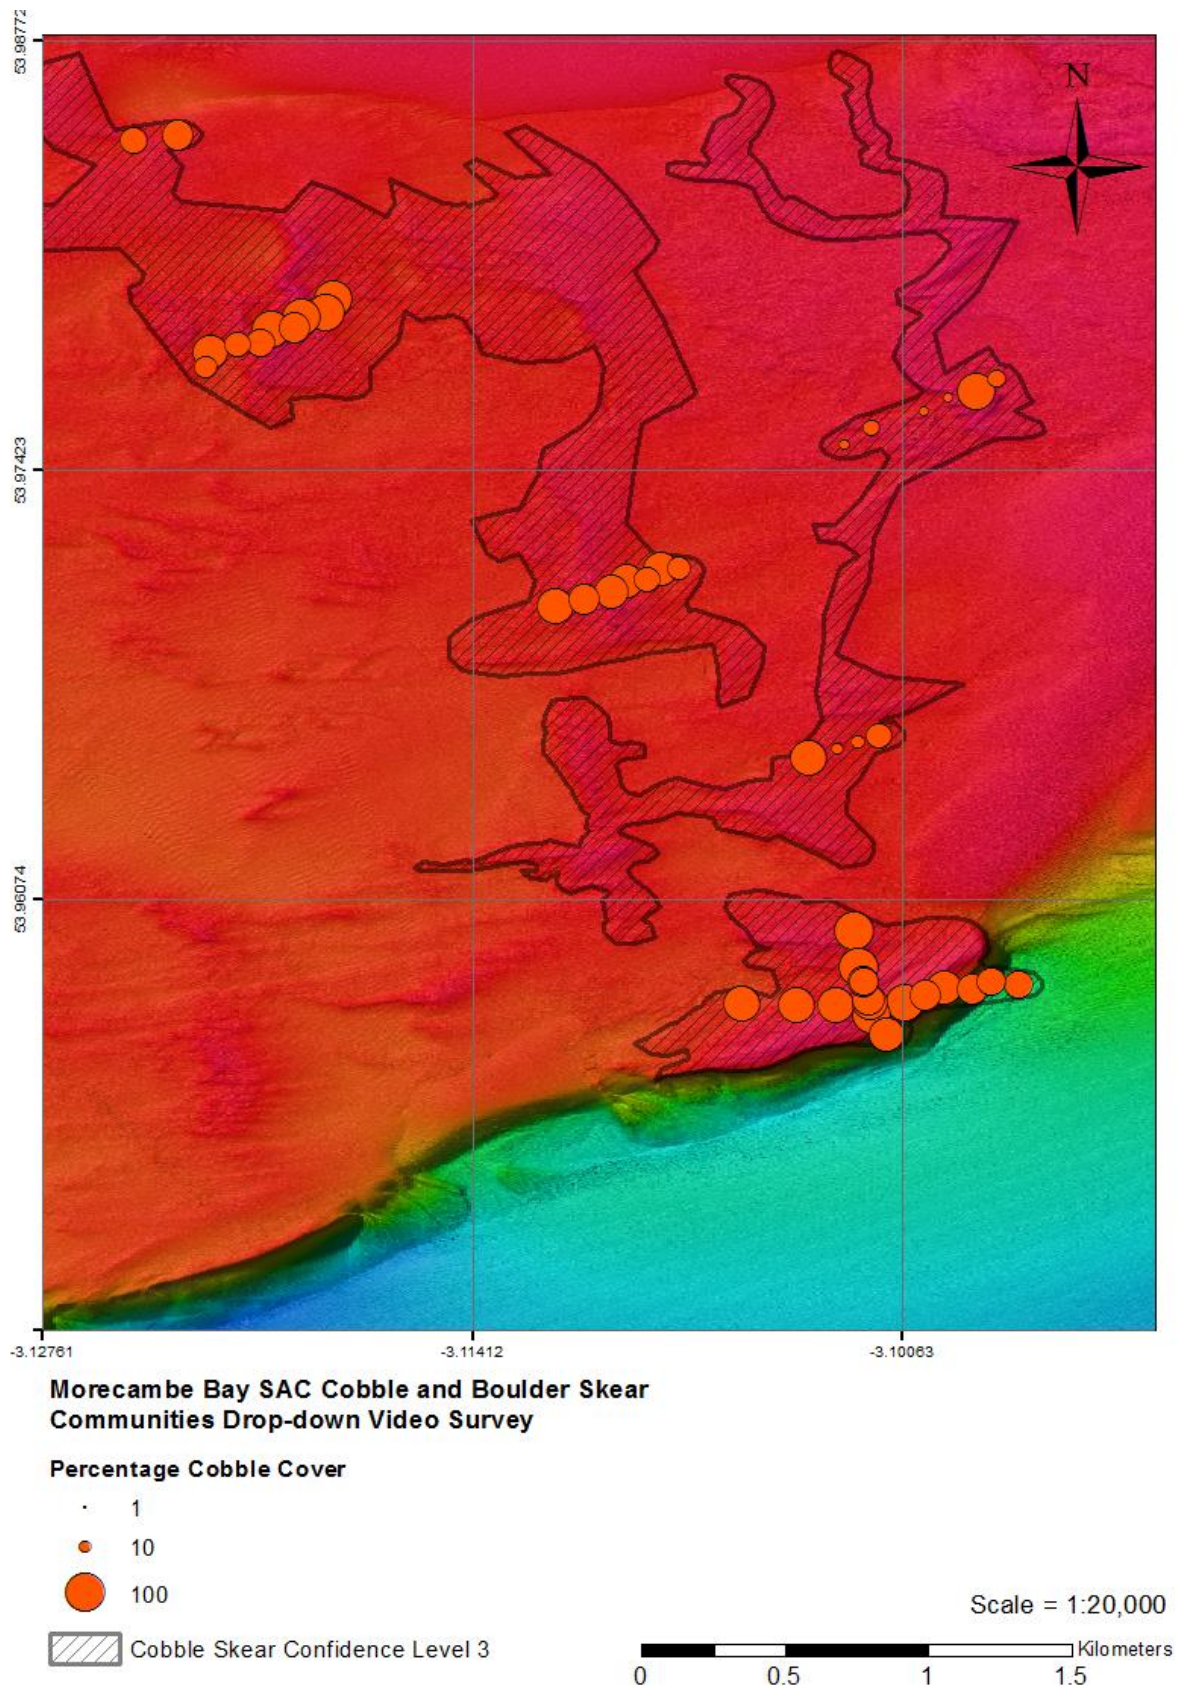 53.98772
N
53.97423
53.96074
-3.12761
-3.11412
-3.10063
Morecambe Bay SAC Cobble and Boulder Skear
Communities Drop-down Video Survey
Percentage Cobble Cover
1
10
100
Scale = 1:20,000
Cobble Skear Confidence Level 3
Kilometers
0 0.5 1 1.5